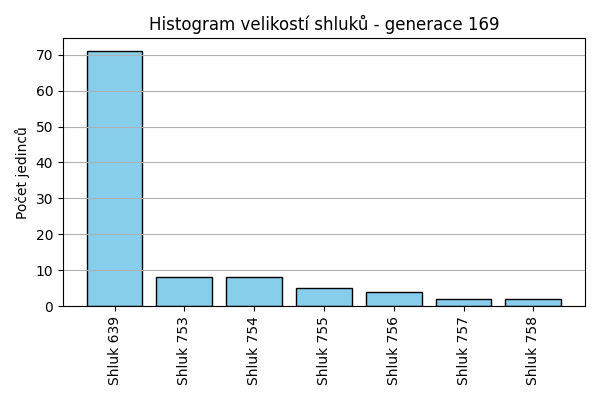 Histogram velikostí shluků - generace 169
Počet jedinců
70
60
50
40
30
20
10
0
Shluk 639
Shluk 753
Shluk 754
Shluk 755
Shluk 756
Shluk 757
Shluk 758